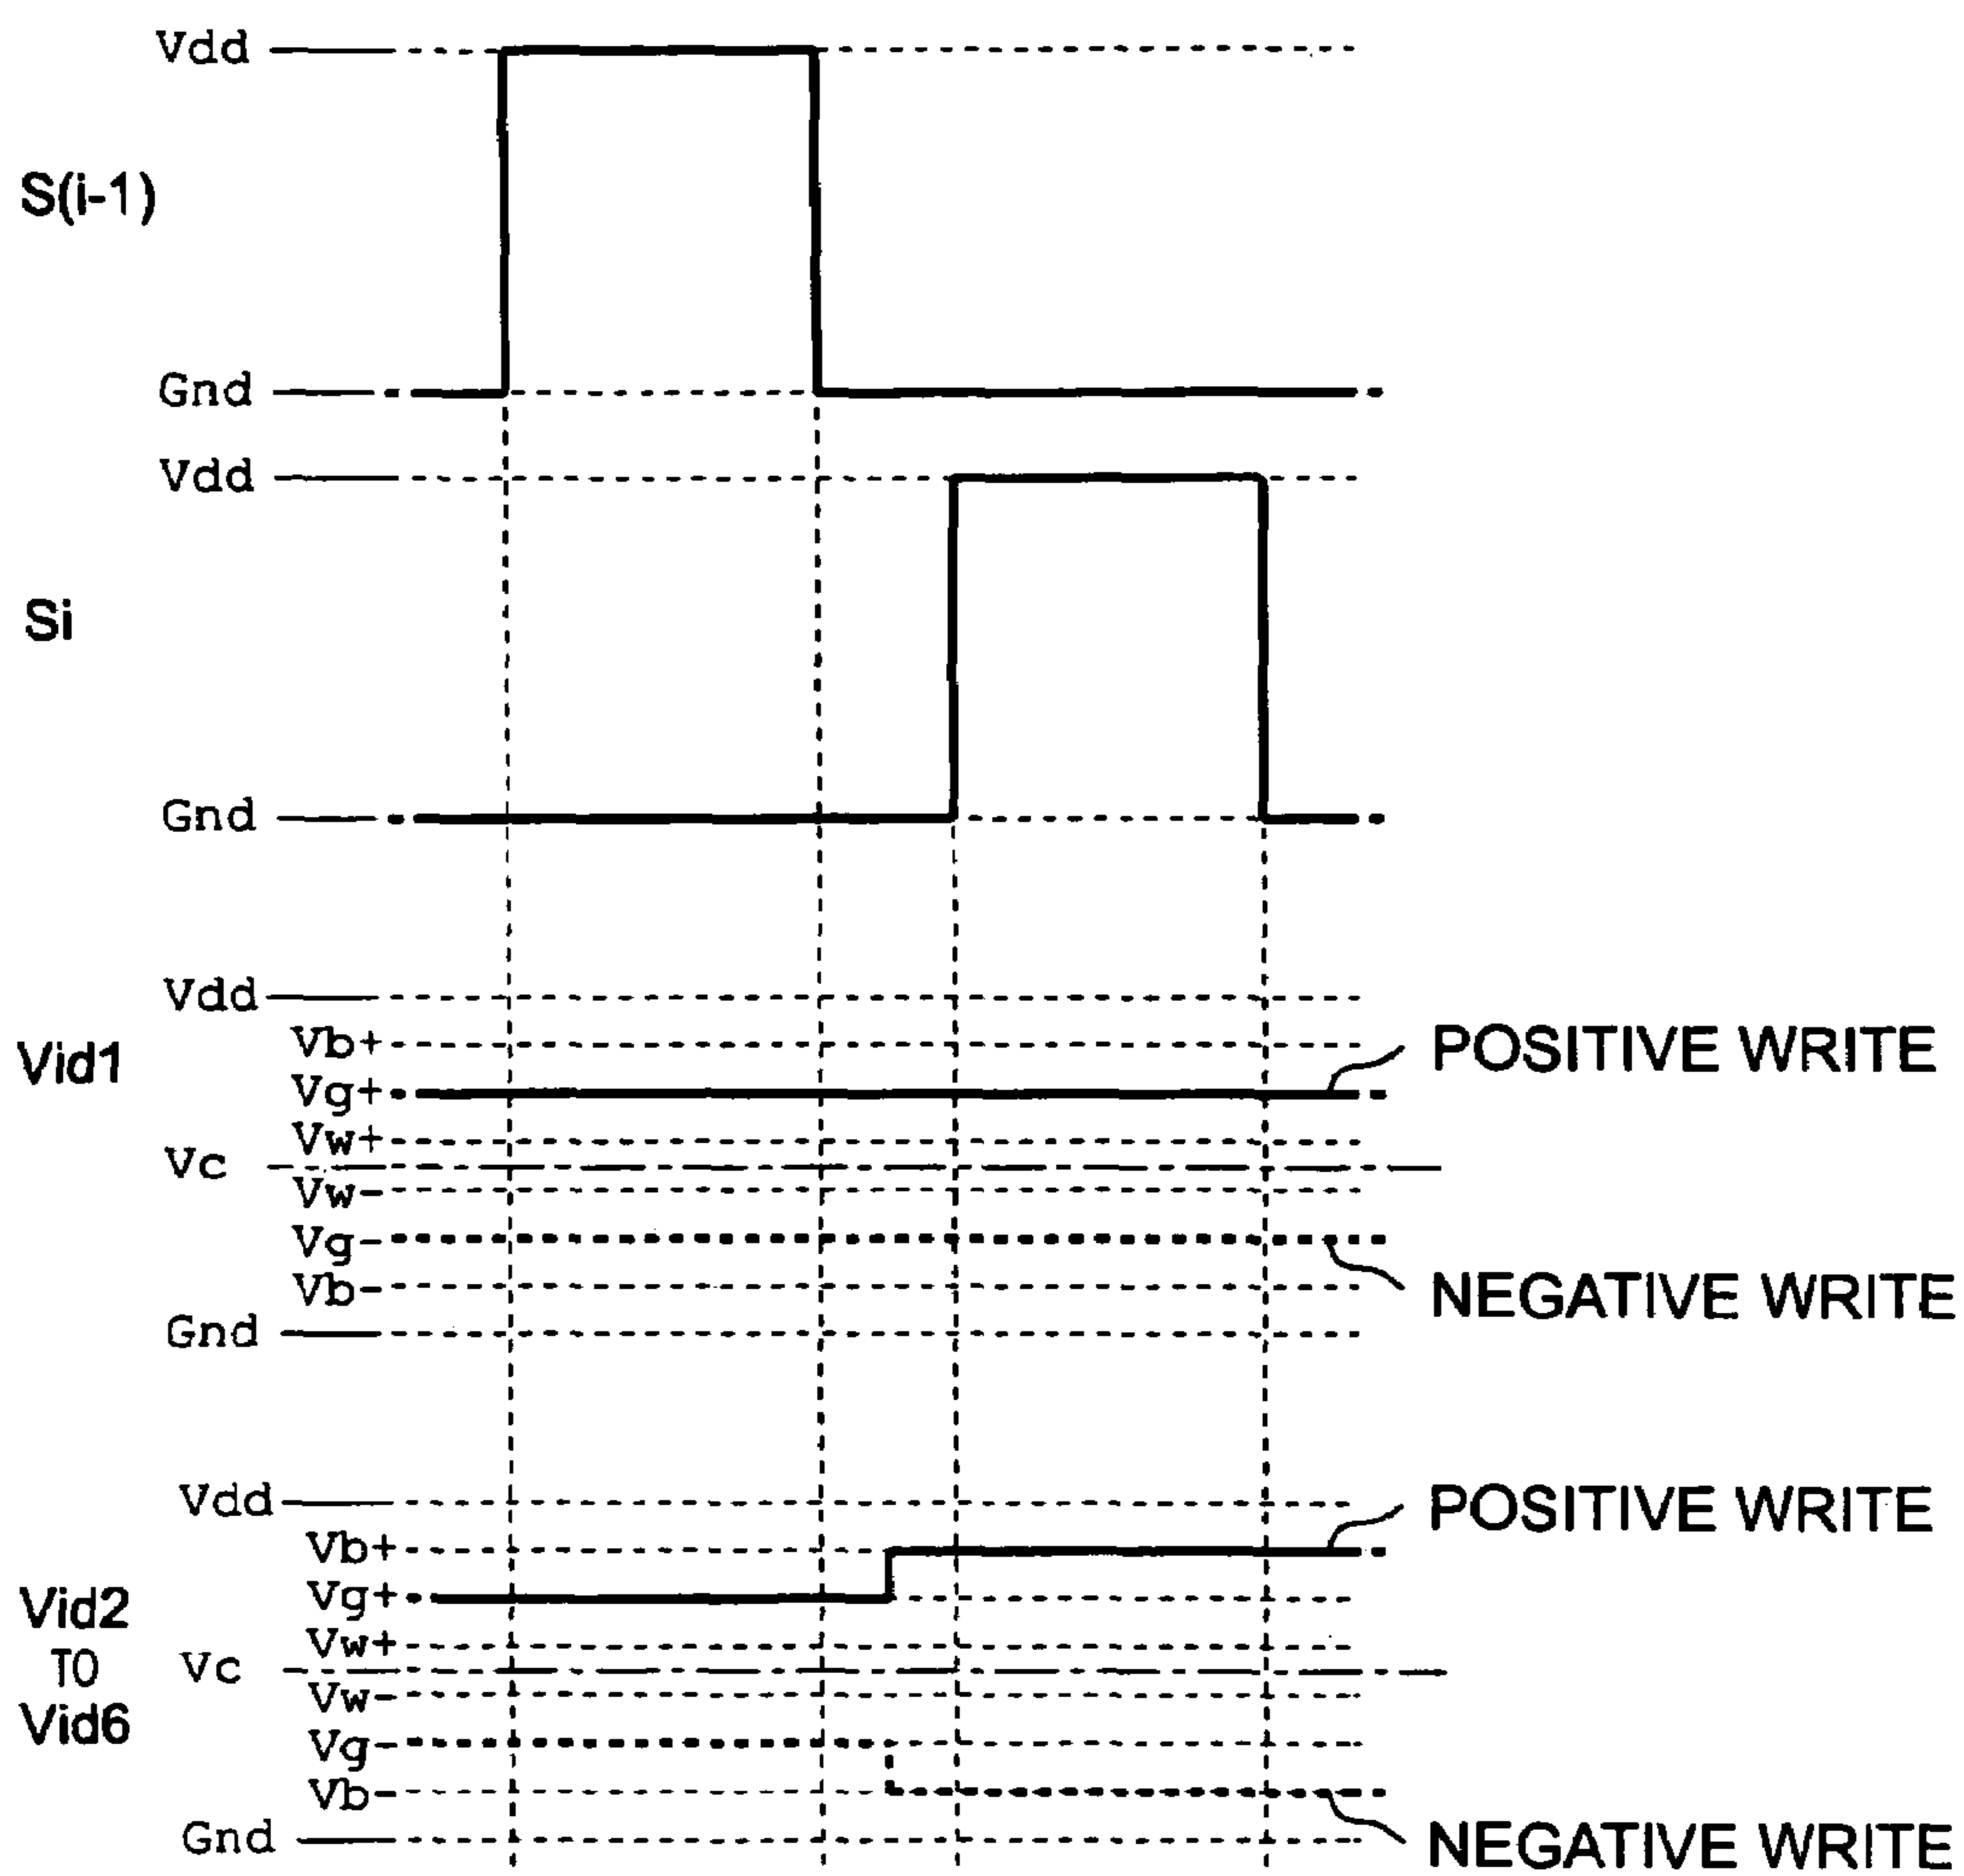 Vdd
S(i-1)
Gnd
Vdd
Si
Gnd
Vdd
Vid1
Vb+
POSITIVE WRITE
Vg+
Vw+
Vc
Vw-
Vg-
Vb-
NEGATIVE WRITE
Gnd
Vdd
POSITIVE WRITE
Vb+
Vid2
TO
Vid6
Vg+
Vw+
Vc
Vw-
Vg-
Vb-
Gnd
NEGATIVE WRITE